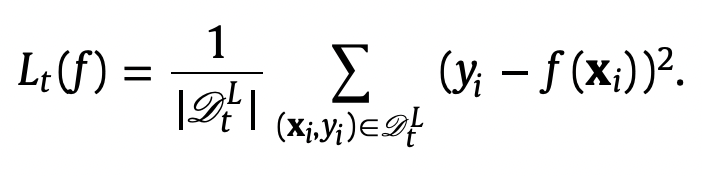 L_t(f) = \frac{1}{|\mathscr{D}_t^L|} \sum_{(\mathbf{x}_i, y_i) \in \mathscr{D}_t^L} (y_i - f(\mathbf{x}_i))^2.